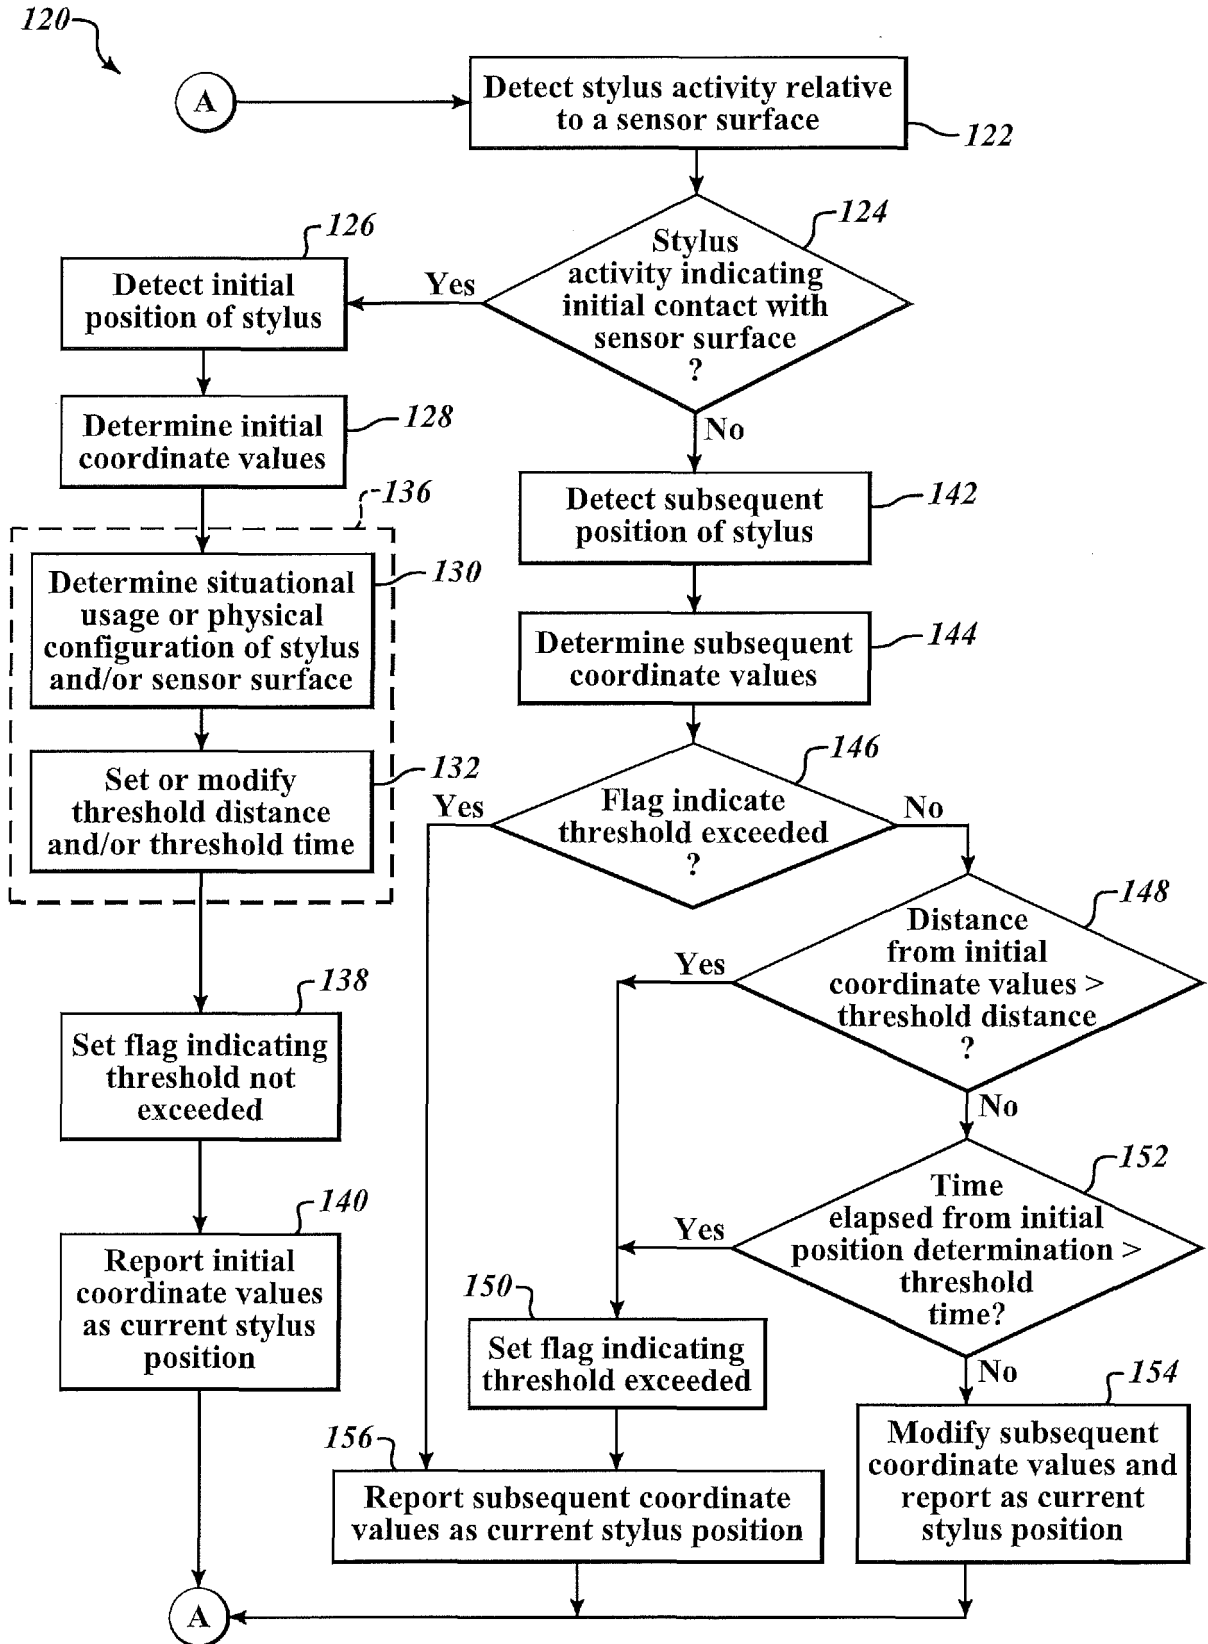 120
A
Detect stylus activity relative
to a sensor surface
122
124
Stylus
activity indicating
initial contact with
sensor surface
?
Yes
No
126
Detect initial
position of stylus
128
Determine initial
coordinate values
136
130
Determine situational
usage or physical
configuration of stylus
and/or sensor surface
132
Set or modify
threshold distance
and/or threshold time
138
Set flag indicating
threshold not
exceeded
140
Report initial
coordinate values
as current stylus
position
142
Detect subsequent
position of stylus
144
Determine subsequent
coordinate values
146
Flag indicate
threshold exceeded
?
Yes
No
148
Distance
from initial
coordinate values >
threshold distance
?
Yes
No
152
Time
elapsed from initial
position determination >
threshold
time?
Yes
No
150
Set flag indicating
threshold exceeded
154
Modify subsequent
coordinate values and
report as current
stylus position
156
Report subsequent coordinate
values as current stylus position
A